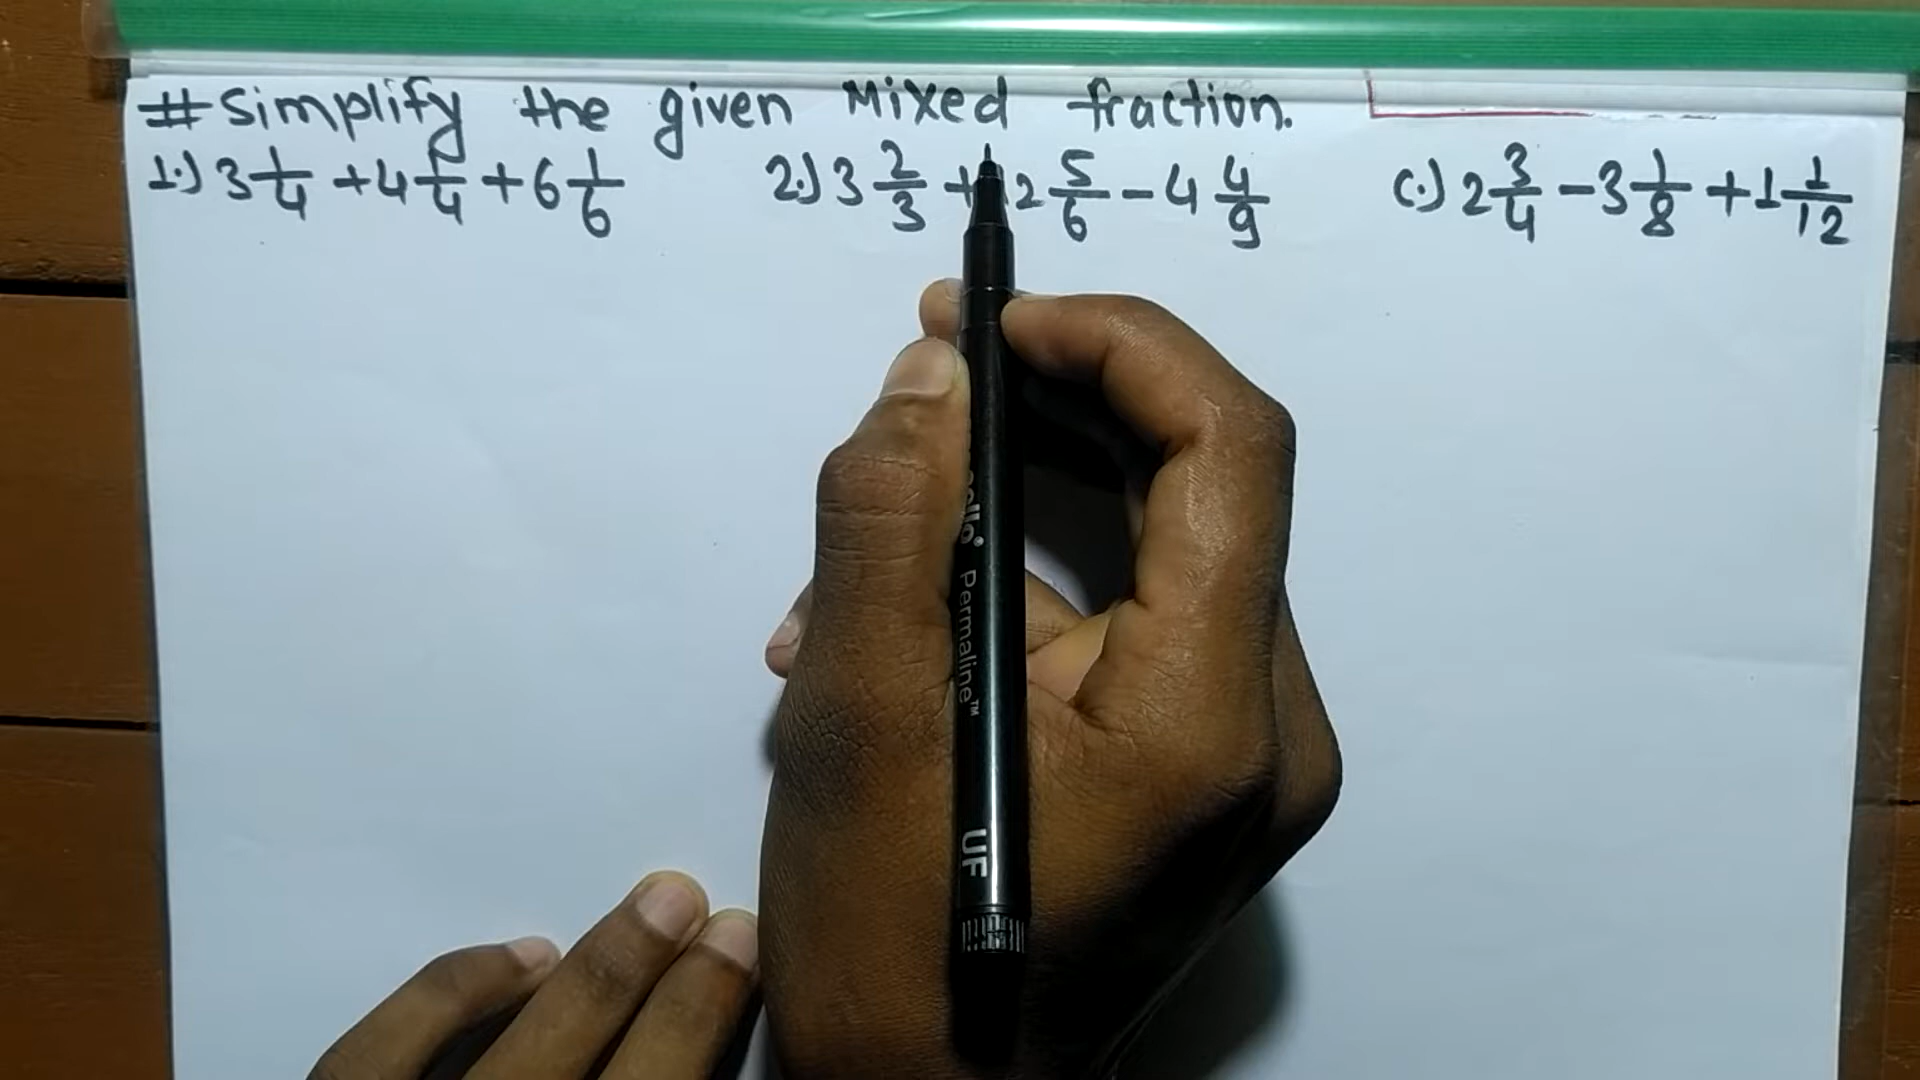 # Simplify the given Mixed fraction.
1.) 3 1/4 + 4 1/4 + 6 1/6 2.) 3 2/3 + 2 5/6 - 4 4/9 C.) 2 3/4 - 3 1/8 + 1 1/12
Permaline™
UF